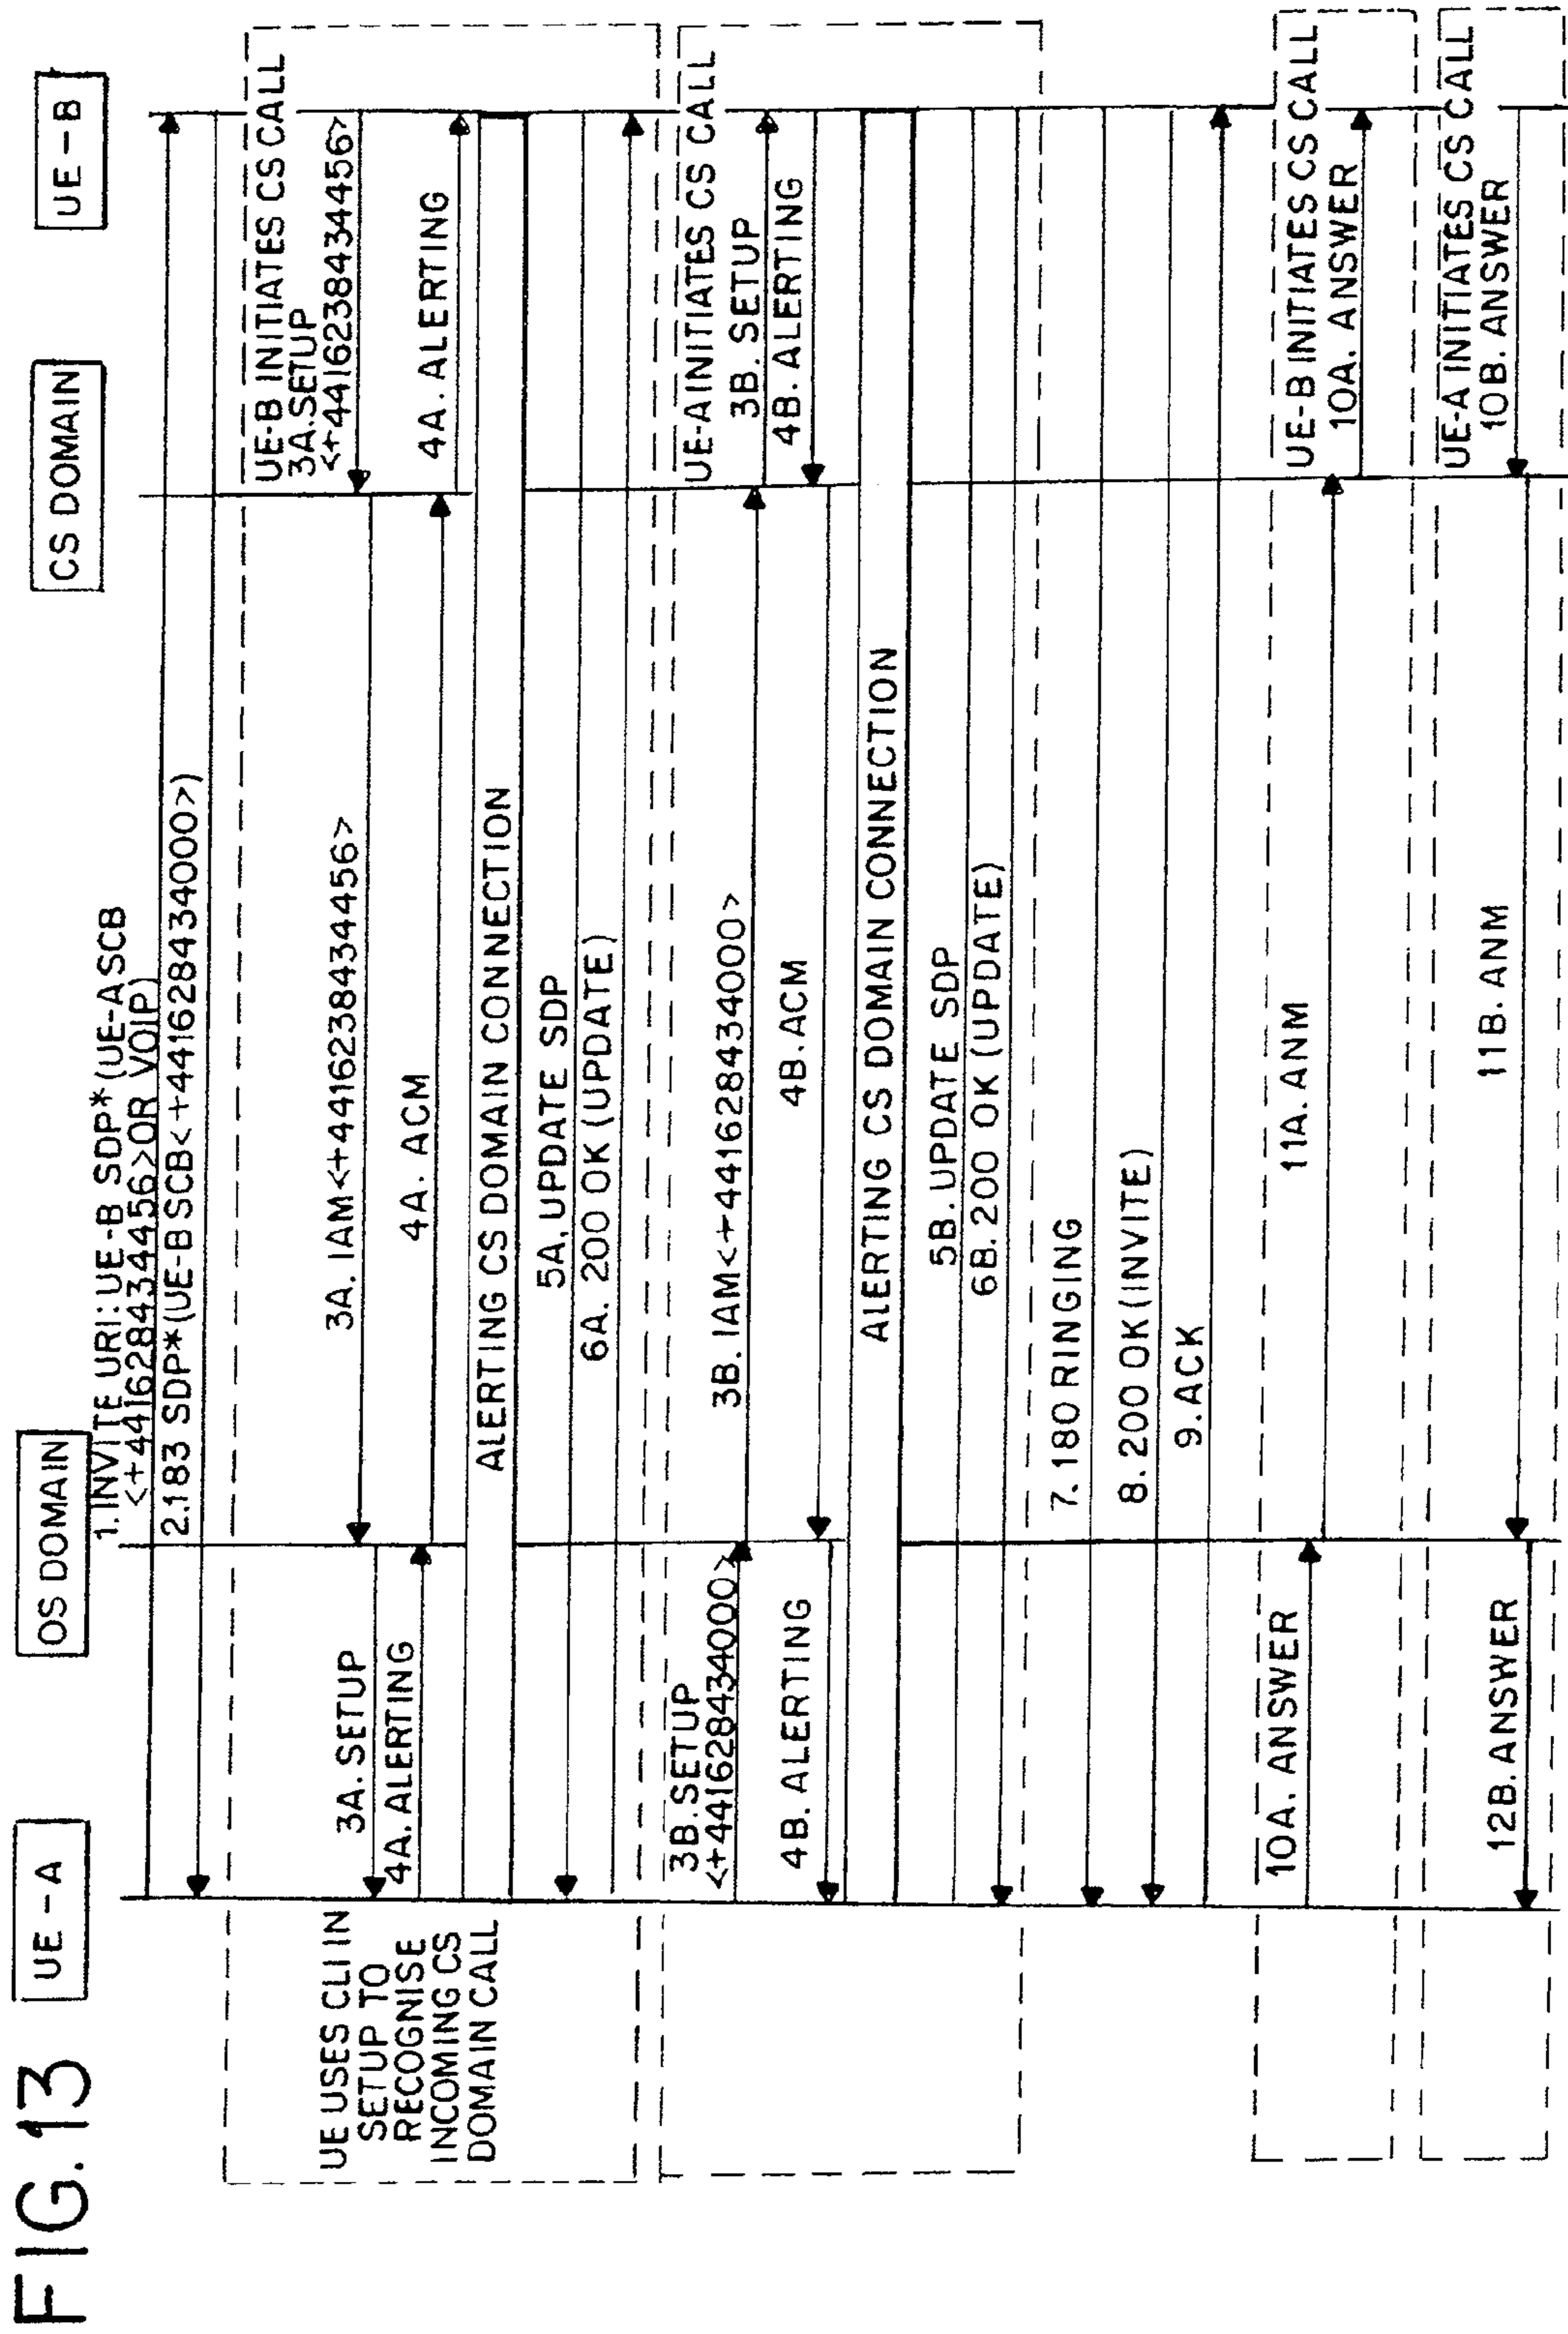 FIG.13
UE-A
OS DOMAIN
CS DOMAIN
UE-B
1. INVITE URI: UE-B SDP*(UE-A SCB
<+441628434456>OR VOIP)
2.183 SDP*(UE-B SCB<+441628434000>)
UE-B INITIATES CS CALL
3A.SETUP
<+4416238434456>
3A. IAM<+441623843 4456>
3A. SETUP
UE USES CLI IN
SETUP TO
RECOGNISE
INCOMING CS
DOMAIN CALL
4A. ALERTING
4A. ACM
4A. ALERTING
ALERTING CS DOMAIN CONNECTION
5A. UPDATE SDP
6A. 200 OK (UPDATE)
UE-A INITIATES CS CALL
3B. SETUP
<+441628434000>
3B. IAM<+441628434000>
3B. SETUP
4B. ALERTING
4B. ACM
4B. ALERTING
ALERTING CS DOMAIN CONNECTION
5B. UPDATE SDP
6B. 200 OK (UPDATE)
7. 180 RINGING
8. 200 OK (INVITE)
9. ACK
UE-B INITIATES CS CALL
10A. ANSWER
11A. ANM
10A. ANSWER
UE-A INITIATES CS CALL
10B. ANSWER
11B. ANM
12B. ANSWER